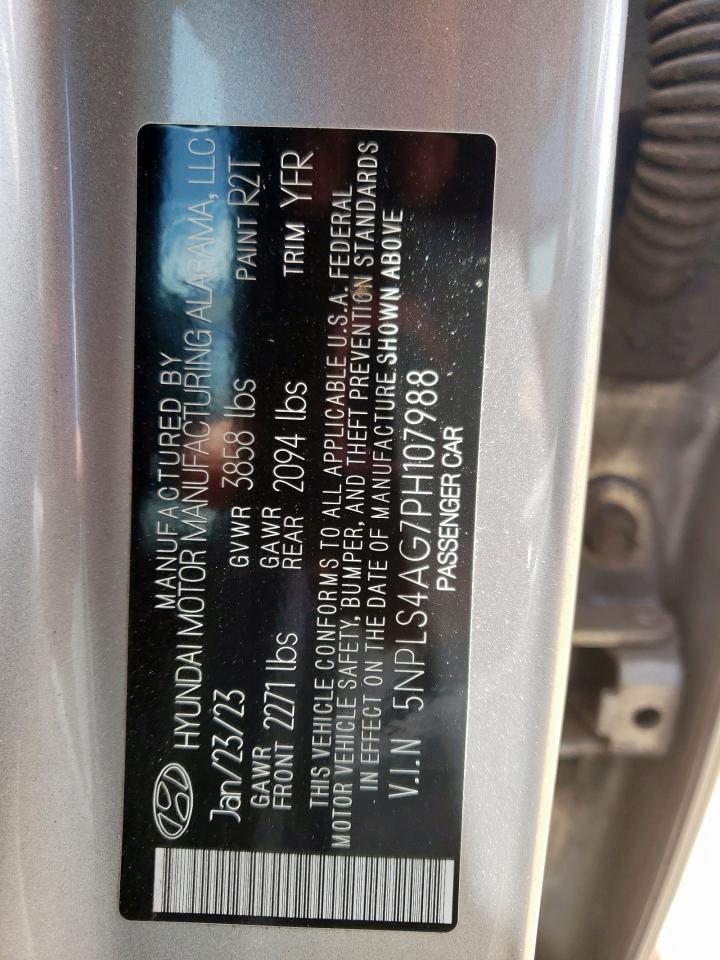 MANUFACTURED BY
HYUNDAI MOTOR MANUFACTURING ALABAMA, LLC
Jan/23/23 GVWR 3858 lbs PAINT R2T
GAWR FRONT 2271 lbs GAWR REAR 2094 lbs TRIM YFR
THIS VEHICLE CONFORMS TO ALL APPLICABLE U.S.A. FEDERAL
MOTOR VEHICLE SAFETY, BUMPER, AND THEFT PREVENTION STANDARDS
IN EFFECT ON THE DATE OF MANUFACTURE SHOWN ABOVE
V.I.N 5NPLS4AG7PH107988
PASSENGER CAR